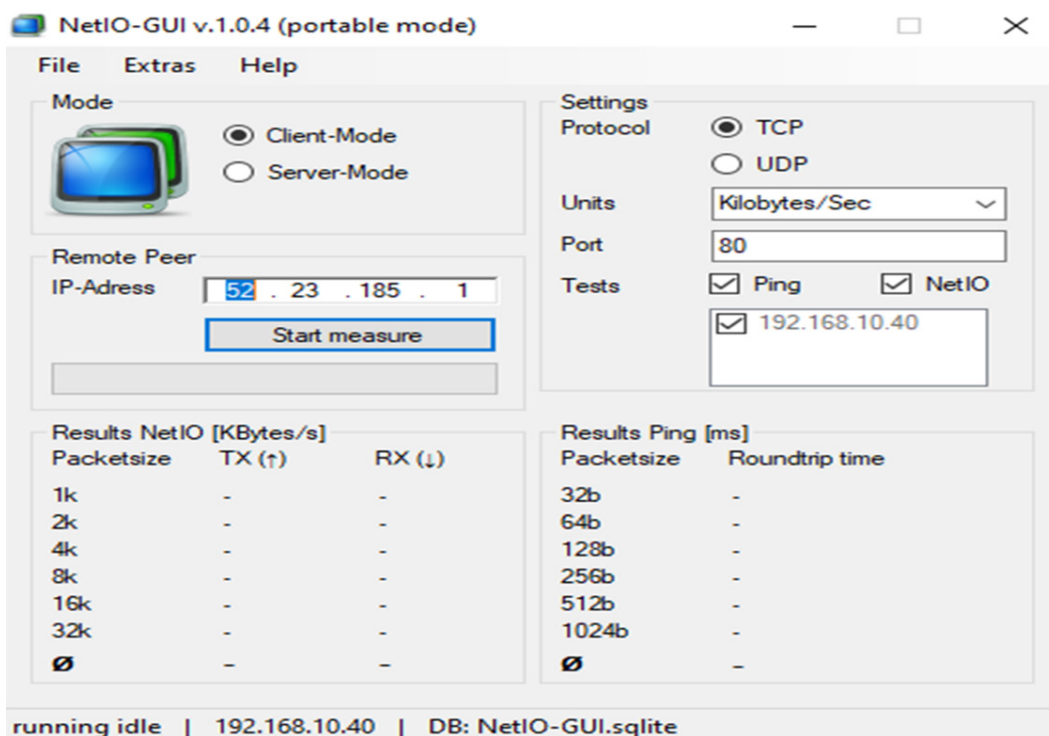 NetIO-GUI v.1.0.4 (portable mode)
File Extras Help
Mode
Client-Mode
Server-Mode
Remote Peer
IP-Adress 52 . 23 . 185 . 1
Start measure
Settings
Protocol TCP
UDP
Units Kilobytes/Sec
Port 80
Tests Ping NetIO
192.168.10.40
Results NetIO [KBytes/s]
Packetsize TX (↑) RX (↓)
1k - -
2k - -
4k - -
8k - -
16k - -
32k - -
Ø - -
Results Ping [ms]
Packetsize Roundtrip time
32b -
64b -
128b -
256b -
512b -
1024b -
Ø -
running idle | 192.168.10.40 | DB: NetIO-GUI.sqlite